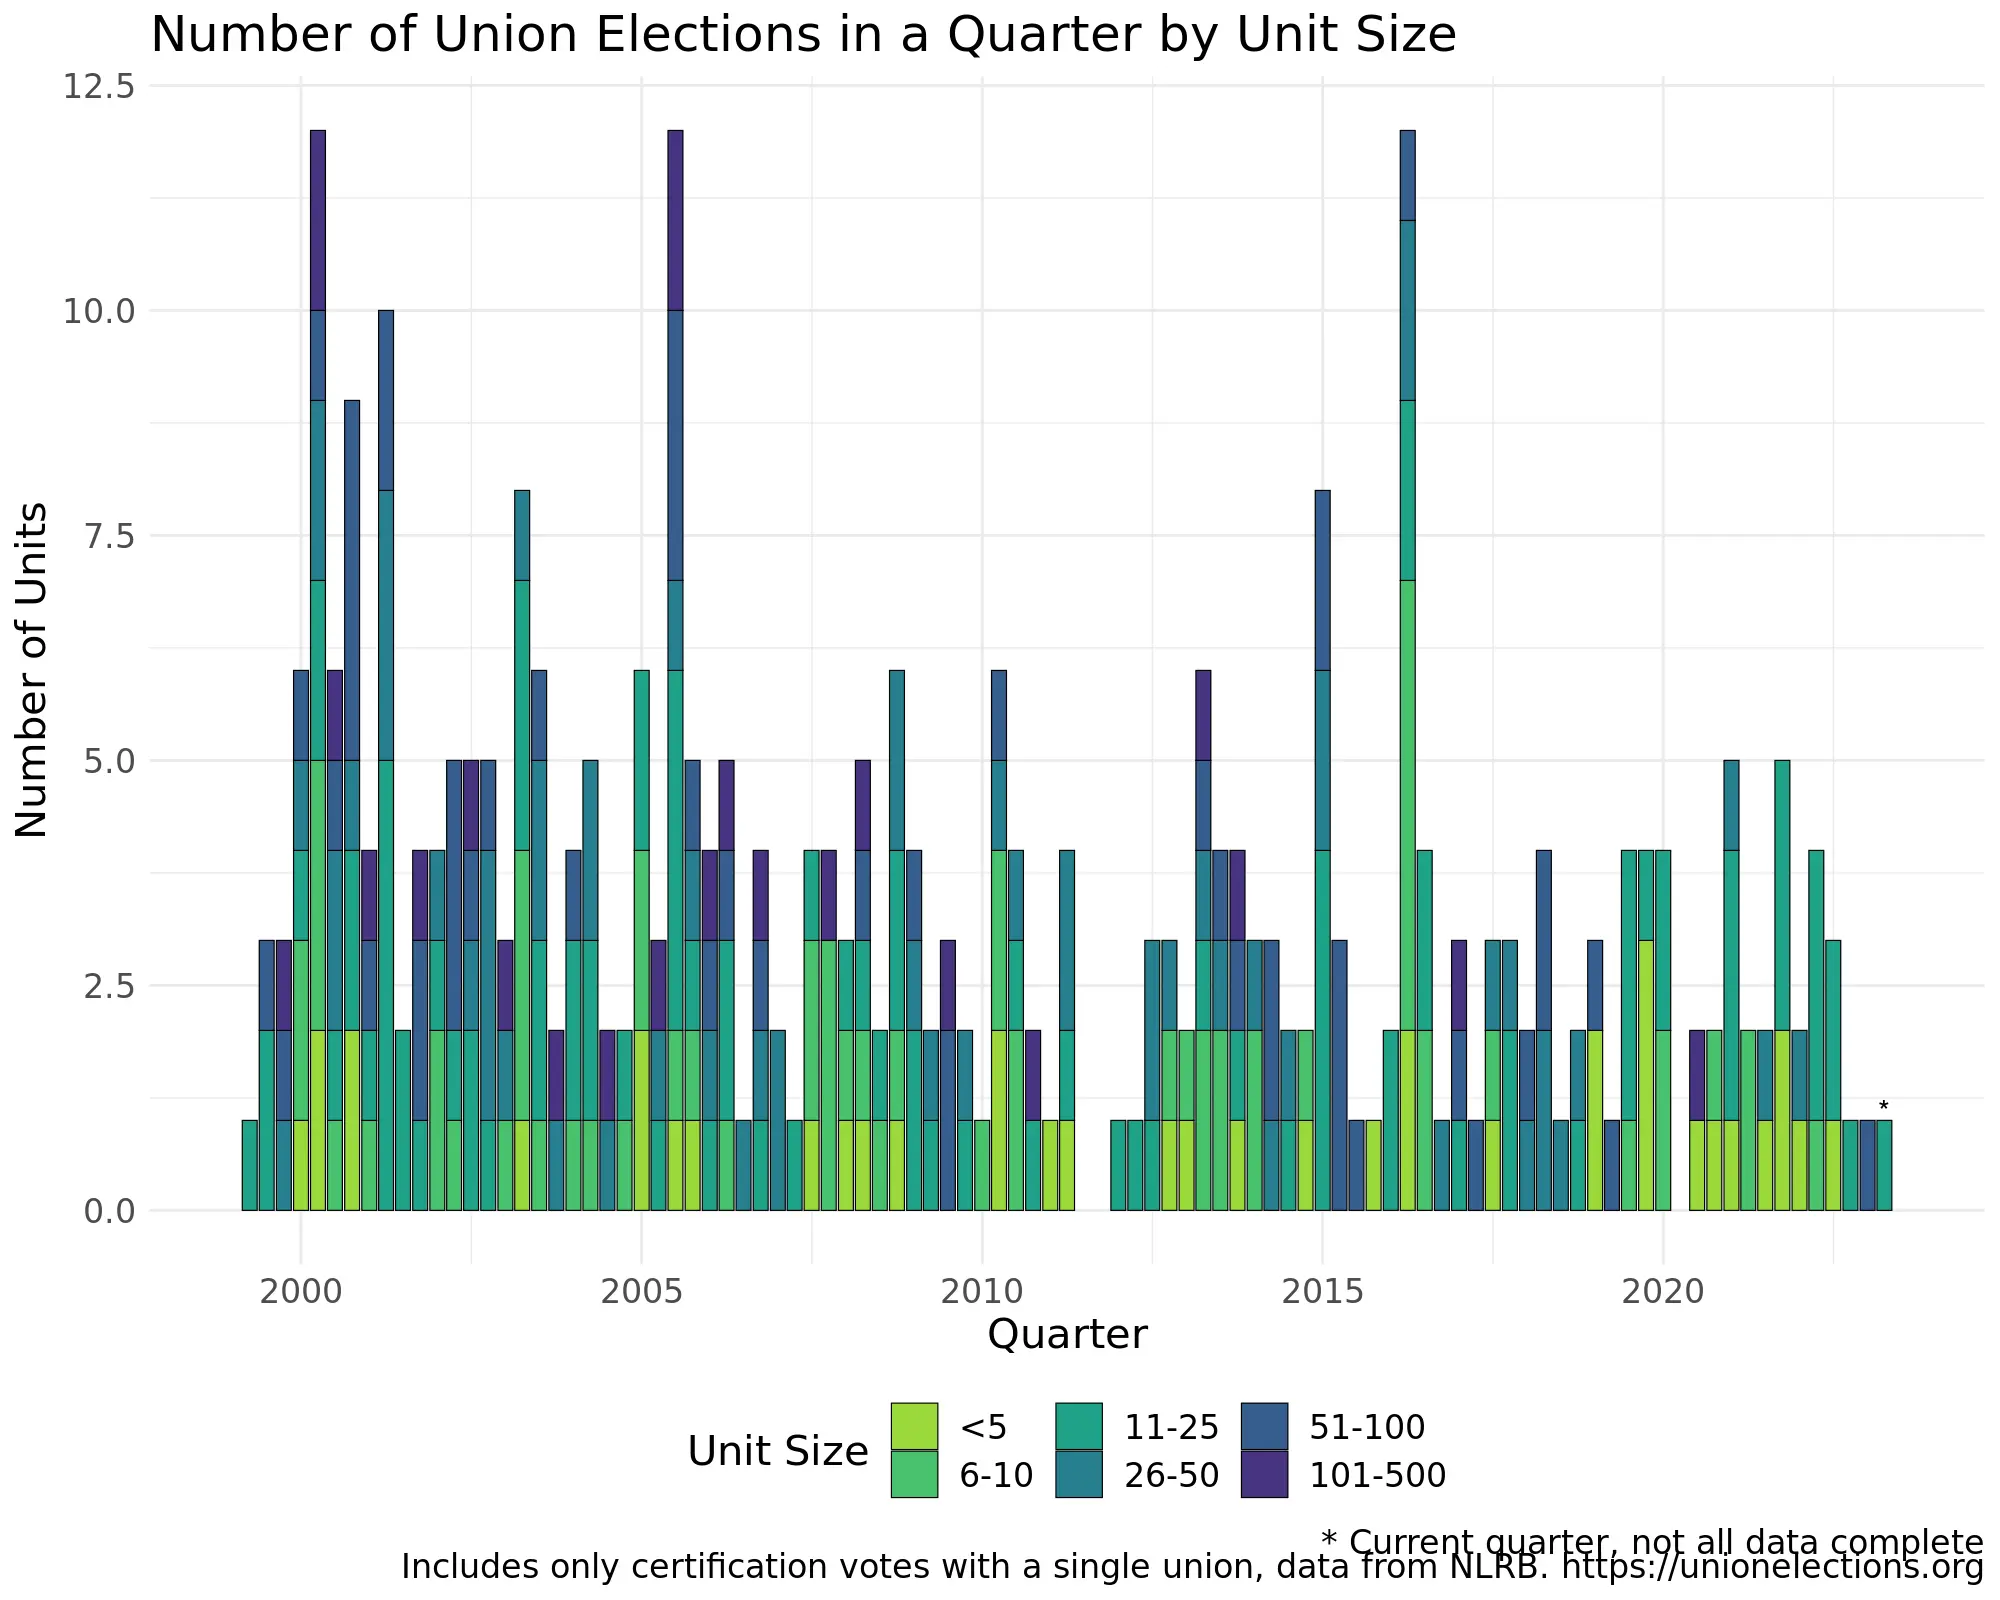 Number of Union Elections in a Quarter by Unit Size
12.5
10.0
7.5
5.0
2.5
0.0
Number of Units
*
2000 2005 2010 2015 2020
Quarter
Unit Size
<5 11-25 51-100
6-10 26-50 101-500
* Current quarter, not all data complete
Includes only certification votes with a single union, data from NLRB. https://unionelections.org